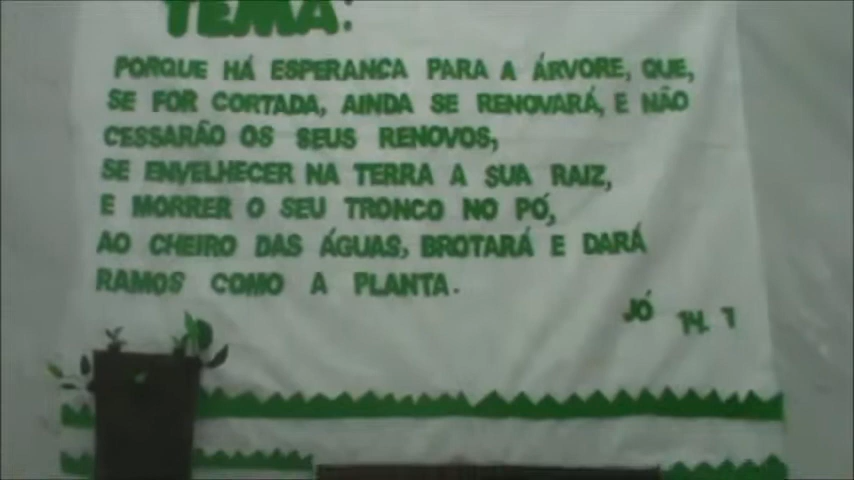 TEMA:
PORQUE HÁ ESPERANCA PARA A ÁRVORE, QUE,
SE FOR CORTADA, AINDA SE RENOVARÁ, E NÃO
CESSARÃO OS SEUS RENOVOS,
SE ENVELHECER NA TERRA A SUA RAIZ,
E MORRER O SEU TRONCO NO PÓ,
AO CHEIRO DAS ÁGUAS, BROTARÁ E DARÁ
RAMOS COMO A PLANTA.
JÓ 14. 7